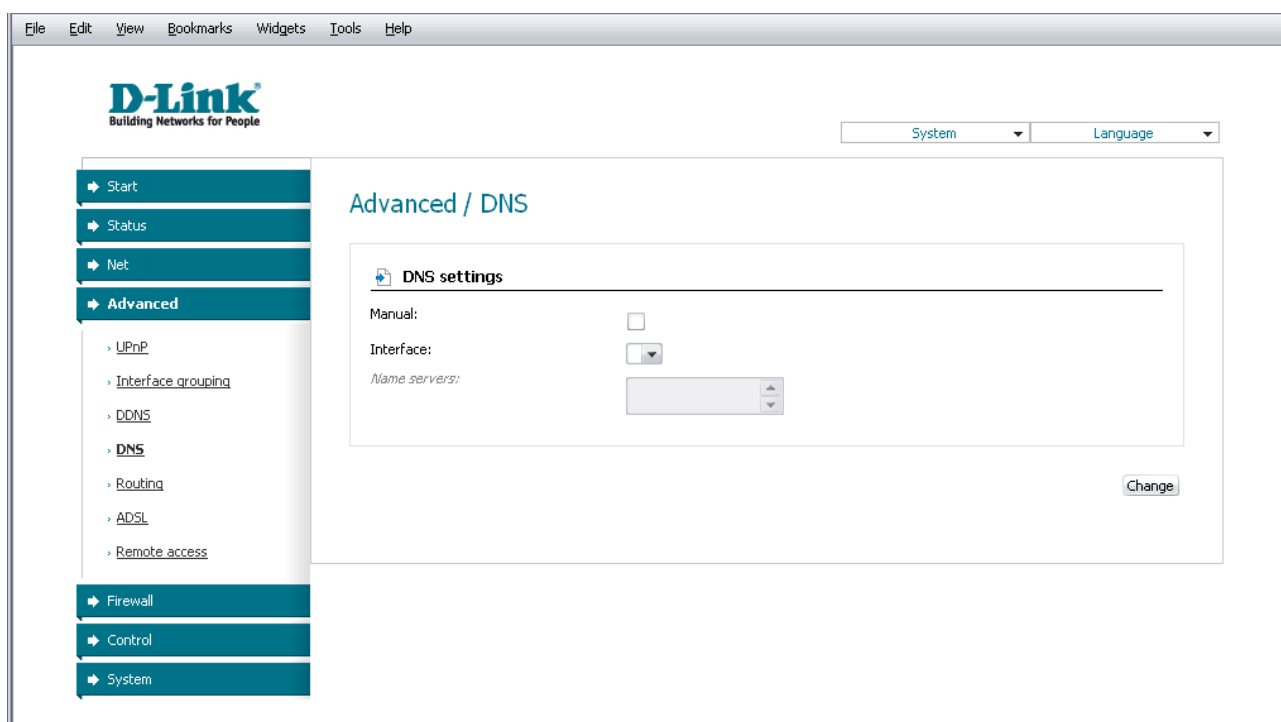 File Edit View Bookmarks Widgets Tools Help
D-Link
Building Networks for People
System Language
Start
Status
Net
Advanced
UPnP
Interface grouping
DDNS
DNS
Routing
ADSL
Remote access
Firewall
Control
System
Advanced / DNS
DNS settings
Manual:
Interface:
Name servers:
Change